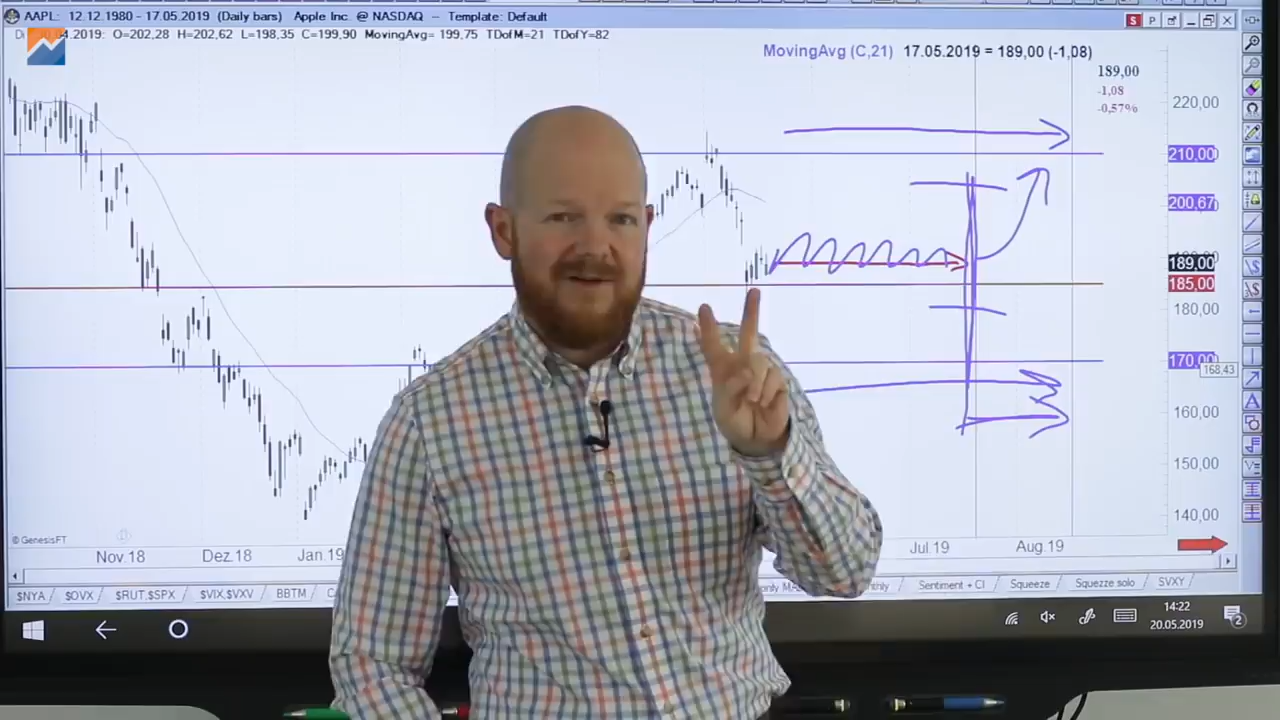 AAPL: 12.12.1980 - 17.05.2019 (Daily bars) Apple Inc. @ NASDAQ -- Template: Default
.04.2019: O=202,28 H=202,62 L=198,35 C=199,90 MovingAvg= 199,75 TDofM=21 TDofY=82
MovingAvg (C,21) 17.05.2019 = 189,00 (-1,08)
189,00
-1,08
-0,57%
220,00
210,00
200,67
189,00
185,00
180,00
170,00
168,43
160,00
150,00
140,00
© GenesisFT
Nov.18 Dez.18 Jan.19 Jul.19 Aug.19
$NYA $OVX $RUT.$SPX $VIX.$VXV BBTM Sentiment + CI Squeeze Squezze solo SVXY
14:22
20.05.2019
2